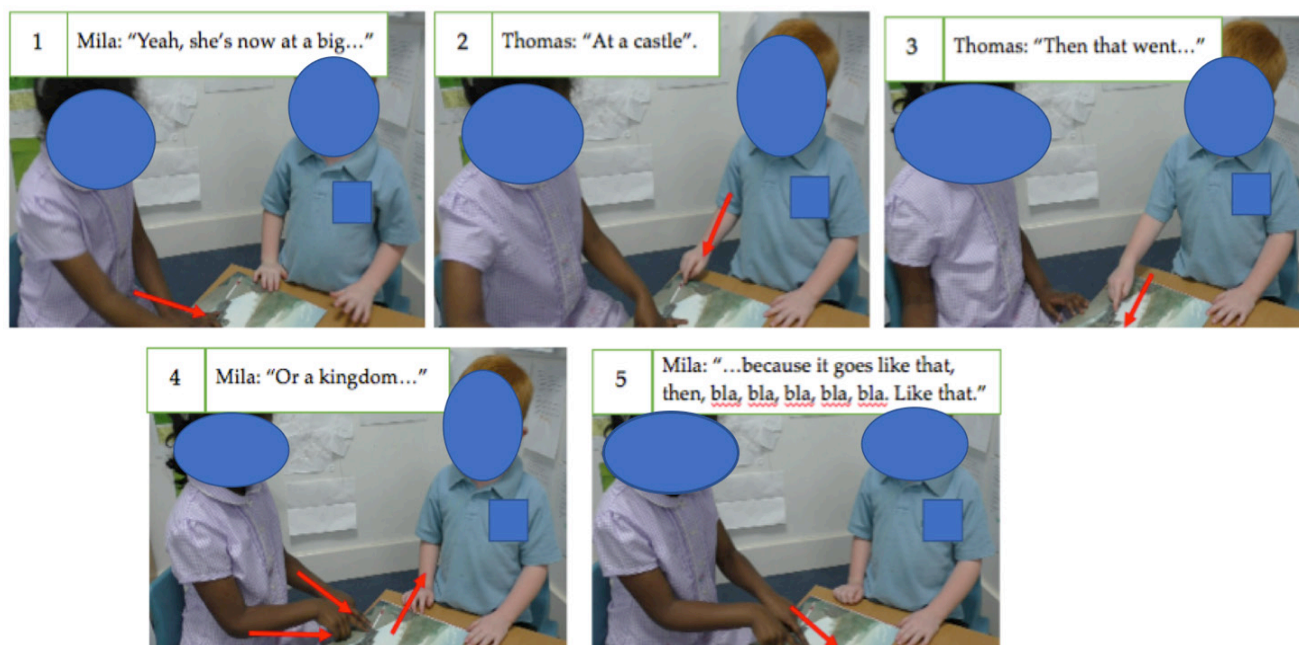 1 Mila: “Yeah, she’s now at a big…”
2 Thomas: “At a castle”.
3 Thomas: “Then that went…”
4 Mila: “Or a kingdom…”
5 Mila: “…because it goes like that,
then, bla, bla, bla, bla, bla. Like that.”